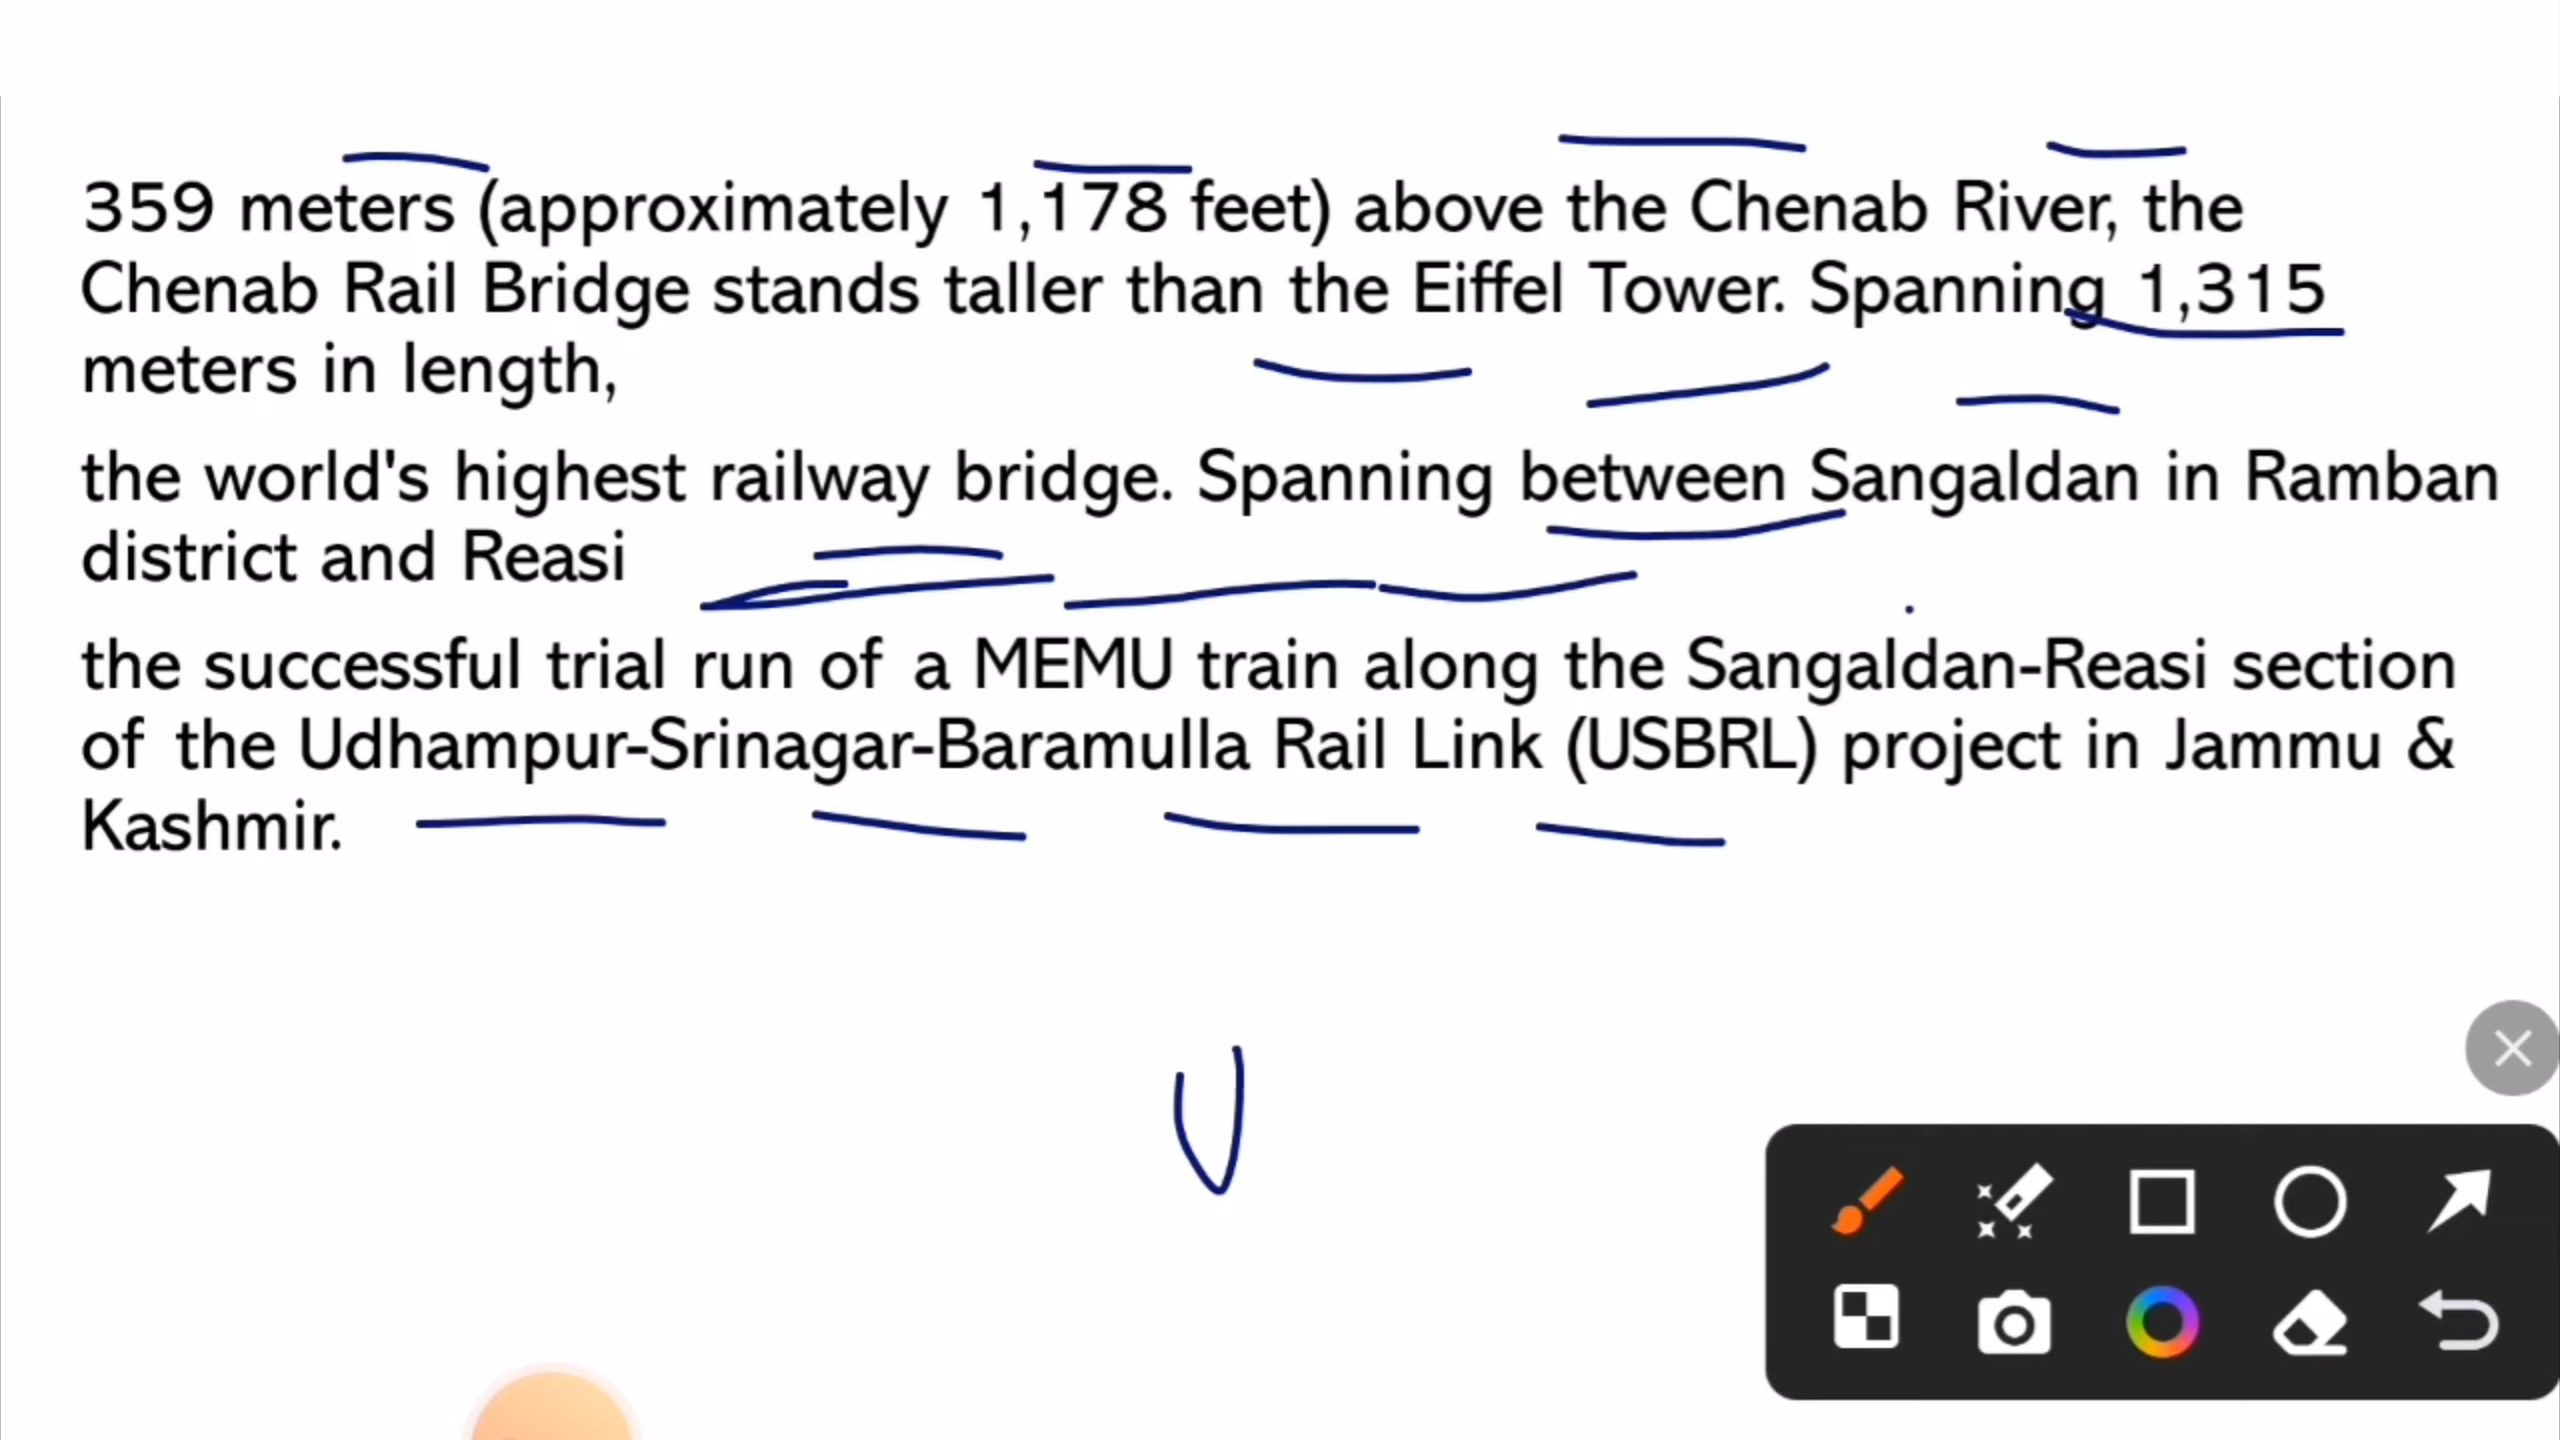 359 meters (approximately 1,178 feet) above the Chenab River, the
Chenab Rail Bridge stands taller than the Eiffel Tower. Spanning 1,315
meters in length,
the world's highest railway bridge. Spanning between Sangaldan in Ramban
district and Reasi
the successful trial run of a MEMU train along the Sangaldan-Reasi section
of the Udhampur-Srinagar-Baramulla Rail Link (USBRL) project in Jammu &
Kashmir.
U